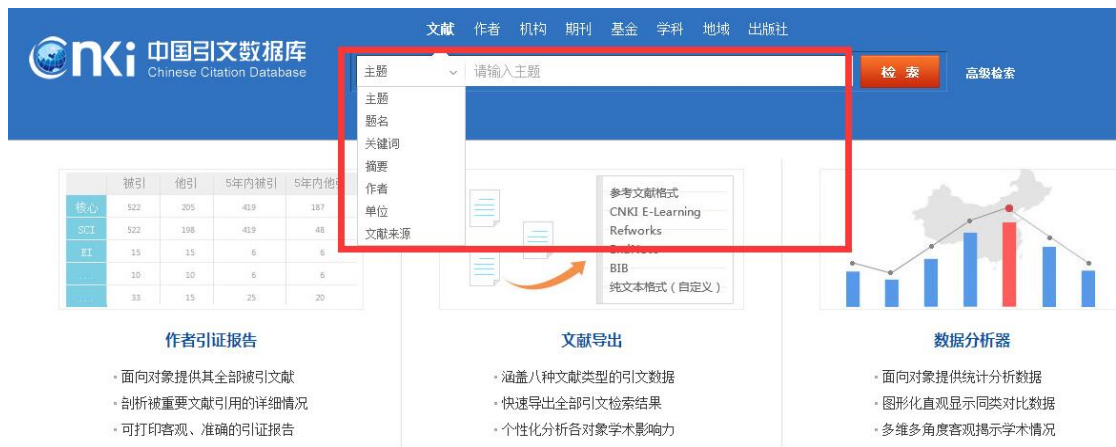 文献 作者 机构 期刊 基金 学科 地域 出版社
cnki 中国引文数据库
Chinese Citation Database
主题 请输入主题 检索 高级检索
主题
题名
关键词
摘要
作者
单位
文献来源
被引 他引 5年内被引 5年内他引
核心 522 205 419 187
SCI 522 198 419 48
EI 15 15 6 6
... 10 10 6 6
... 33 15 25 20
参考文献格式
CNKI E-Learning
Refworks
EndNote
BIB
纯文本格式（自定义）
作者引证报告
面向对象提供其全部被引文献
剖析被重要文献引用的详细情况
可打印客观、准确的引证报告
文献导出
涵盖八种文献类型的引文数据
快速导出全部引文检索结果
个性化分析各对象学术影响力
数据分析器
面向对象提供统计分析数据
图形化直观显示同类对比数据
多维多角度客观揭示学术情况